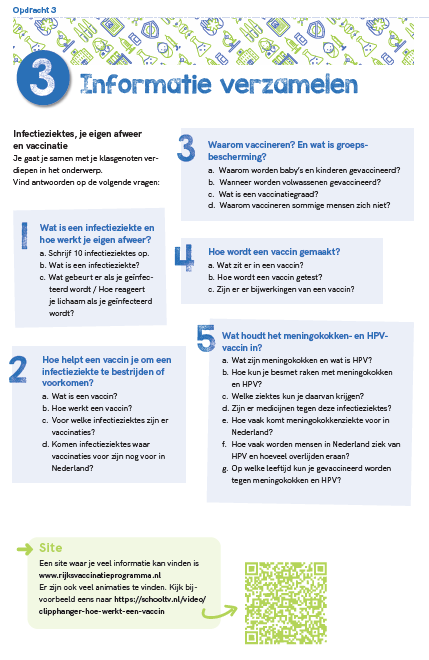 Opdracht 3
3 Informatie verzamelen
Infectieziektes, je eigen afweer
en vaccinatie
Je gaat je samen met je klasgenoten ver-
diepen in het onderwerp.
Vind antwoorden op de volgende vragen:
1 Wat is een infectieziekte en
hoe werkt je eigen afweer?
a. Schrijf 10 infectieziektes op.
b. Wat is een infectieziekte?
c. Wat gebeurt er als je geïnfec-
teerd wordt / Hoe reageert
je lichaam als je geïnfecteerd
wordt?
2 Hoe helpt een vaccin je om een
infectieziekte te bestrijden of
voorkomen?
a. Wat is een vaccin?
b. Hoe werkt een vaccin?
c. Voor welke infectieziektes zijn er
vaccinaties?
d. Komen infectieziektes waar
vaccinaties voor zijn nog voor in
Nederland?
3 Waarom vaccineren? En wat is groeps-
bescherming?
a. Waarom worden baby's en kinderen gevaccineerd?
b. Wanneer worden volwassenen gevaccineerd?
c. Wat is een vaccinatiegraad?
d. Waarom vaccineren sommige mensen zich niet?
4 Hoe wordt een vaccin gemaakt?
a. Wat zit er in een vaccin?
b. Hoe wordt een vaccin getest?
c. Zijn er er bijwerkingen van een vaccin?
5 Wat houdt het meningokokken- en HPV-
vaccin in?
a. Wat zijn meningokokken en wat is HPV?
b. Hoe kun je besmet raken met meningokokken
en HPV?
c. Welke ziektes kun je daarvan krijgen?
d. Zijn er medicijnen tegen deze infectieziektes?
e. Hoe vaak komt meningokokkenziekte voor in
Nederland?
f. Hoe vaak worden mensen in Nederland ziek van
HPV en hoeveel overlijden eraan?
g. Op welke leeftijd kun je gevaccineerd worden
tegen meningokokken en HPV?
Site
Een site waar je veel informatie kan vinden is
www.rijksvaccinatieprogramma.nl
Er zijn ook veel animaties te vinden. Kijk bij-
voorbeeld eens naar https://schooltv.nl/video/
clipphanger-hoe-werkt-een-vaccin